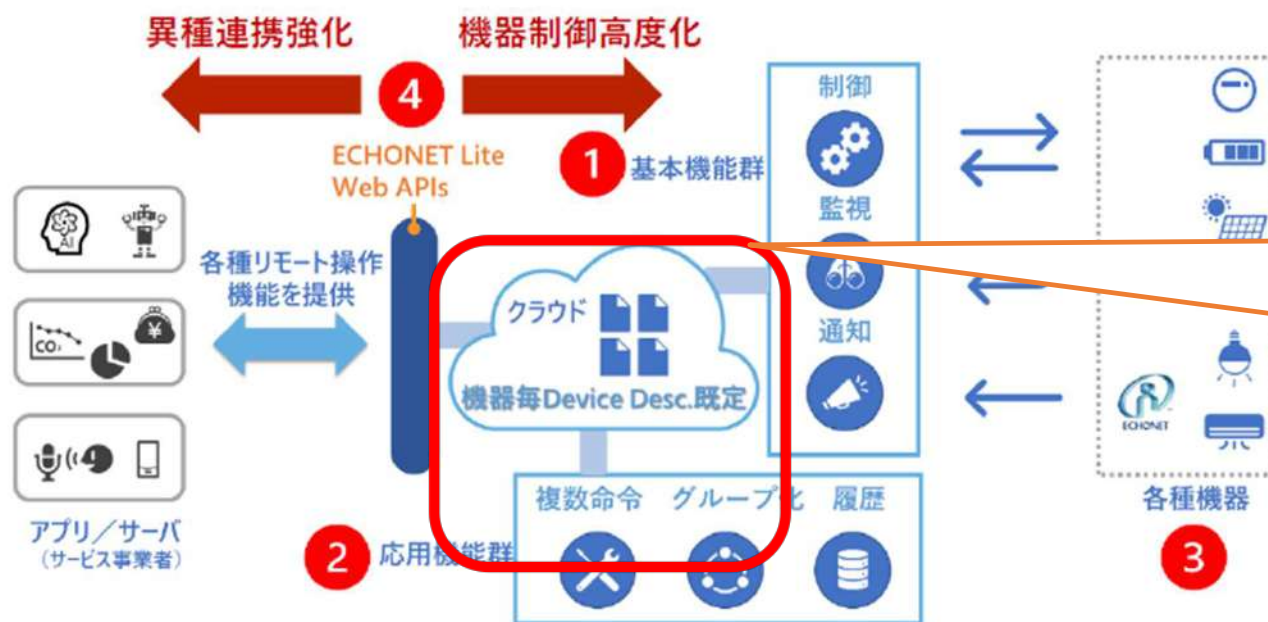 異種連携強化
機器制御高度化
4
ECHONET Lite
Web APIs
1
基本機能群
制御
監視
通知
AI
CO₂
¥
各種リモート操作
機能を提供
クラウド
機器毎Device Desc.既定
ECHONET
アプリ／サーバ
(サービス事業者)
2
応用機能群
複数命令
グループ化
履歴
各種機器
3